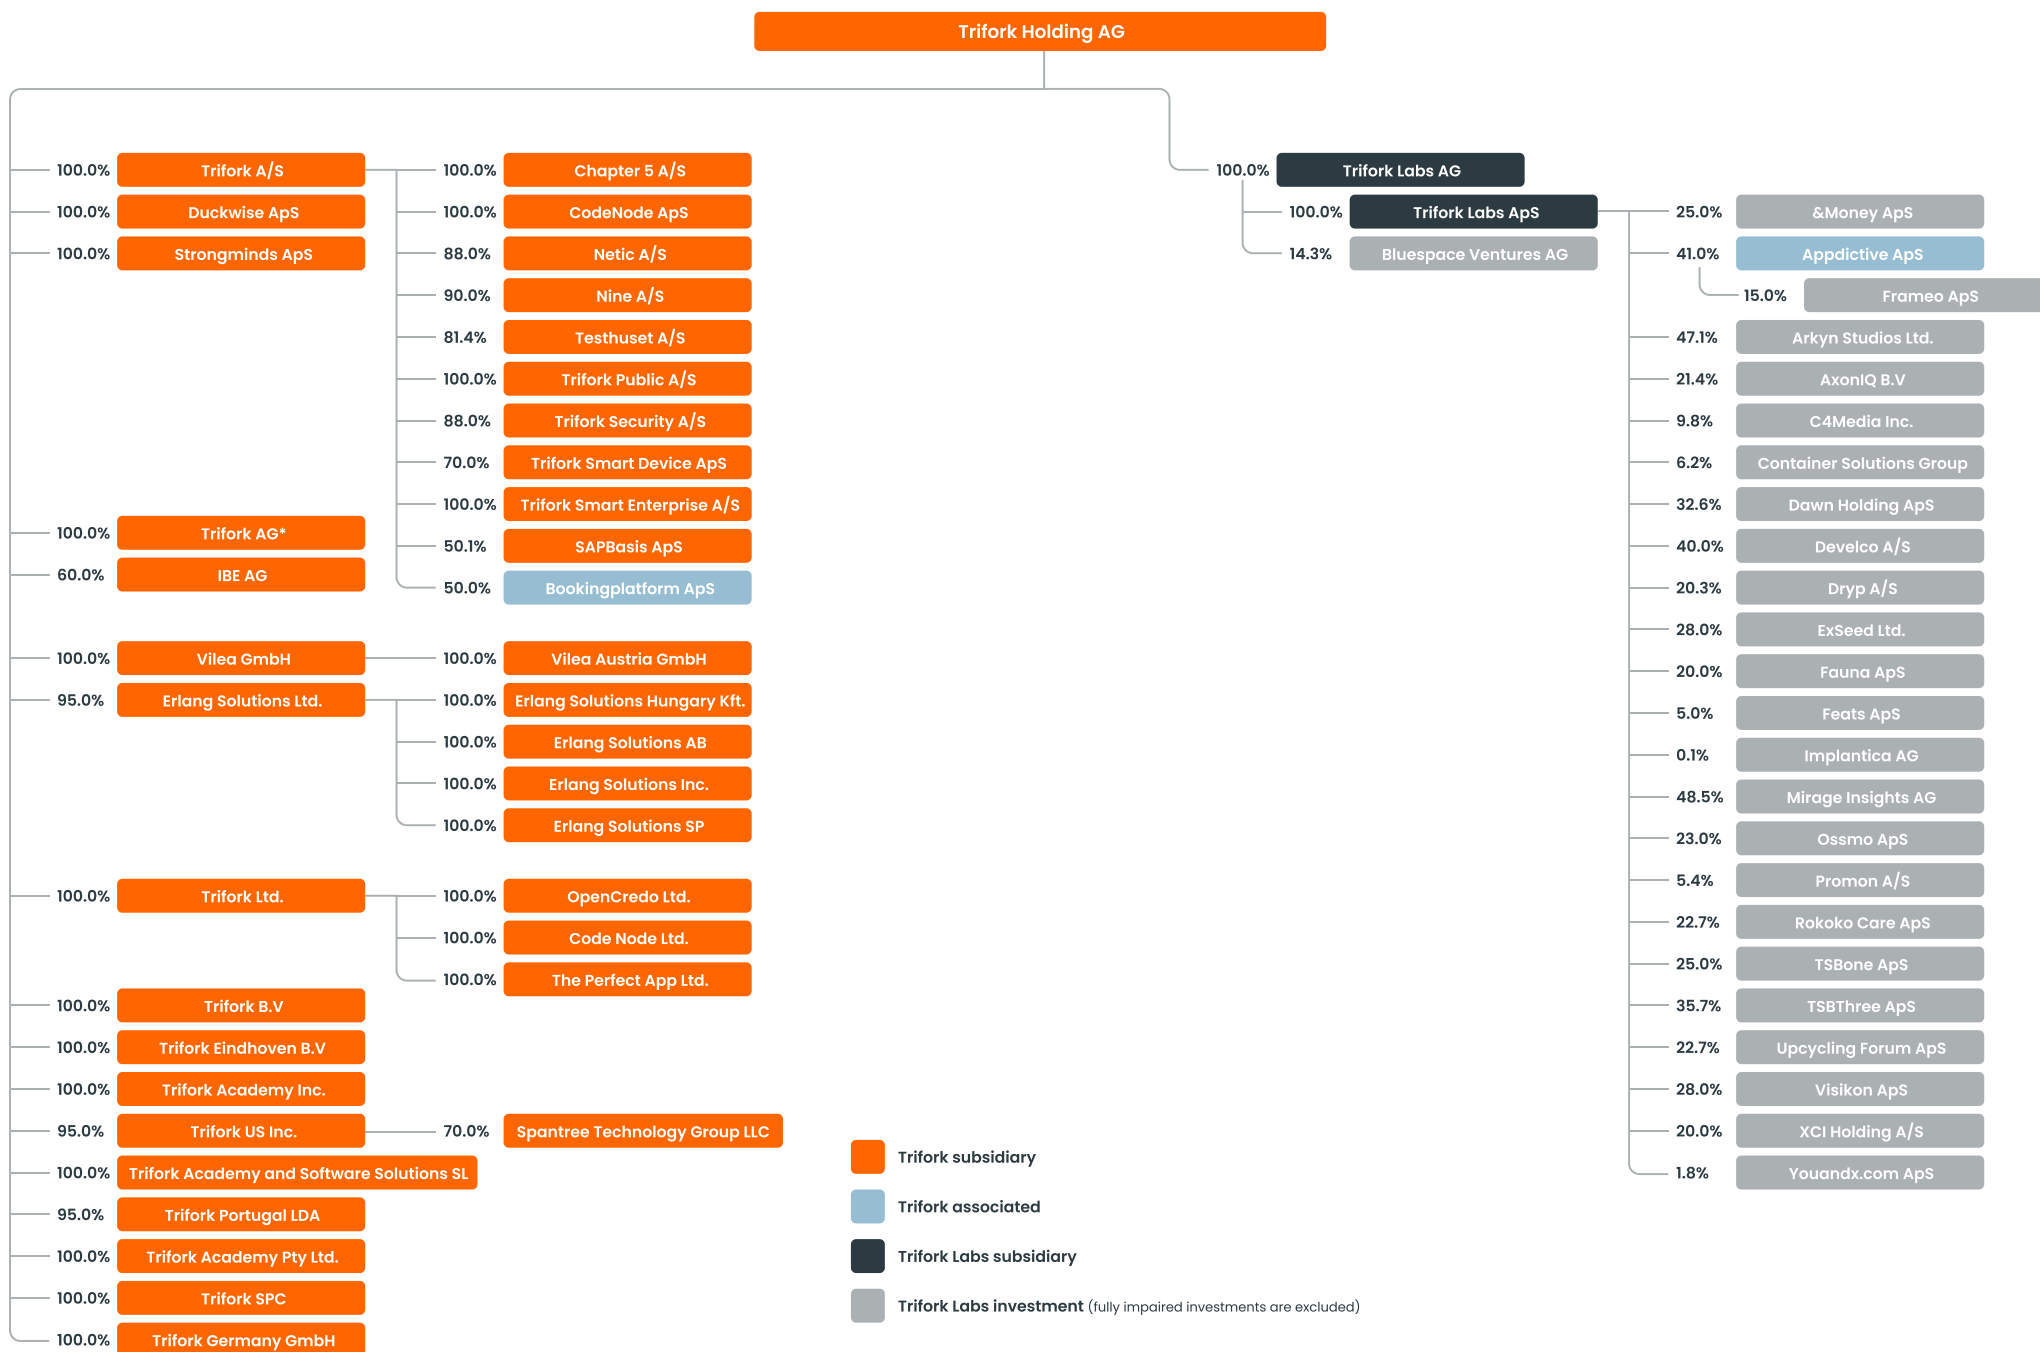 Trifork Holding AG
100.0% Trifork A/S
100.0% Duckwise ApS
100.0% Strongminds ApS
100.0% Chapter 5 A/S
100.0% CodeNode ApS
88.0% Netic A/S
90.0% Nine A/S
81.4% Testhuset A/S
100.0% Trifork Public A/S
88.0% Trifork Security A/S
70.0% Trifork Smart Device ApS
100.0% Trifork Smart Enterprise A/S
50.1% SAPBasis ApS
50.0% Bookingplatform ApS
100.0% Trifork AG*
60.0% IBE AG
100.0% Vilea GmbH
100.0% Vilea Austria GmbH
95.0% Erlang Solutions Ltd.
100.0% Erlang Solutions Hungary Kft.
100.0% Erlang Solutions AB
100.0% Erlang Solutions Inc.
100.0% Erlang Solutions SP
100.0% Trifork Ltd.
100.0% OpenCredo Ltd.
100.0% Code Node Ltd.
100.0% The Perfect App Ltd.
100.0% Trifork B.V
100.0% Trifork Eindhoven B.V
100.0% Trifork Academy Inc.
95.0% Trifork US Inc.
70.0% Spantree Technology Group LLC
100.0% Trifork Academy and Software Solutions SL
95.0% Trifork Portugal LDA
100.0% Trifork Academy Pty Ltd.
100.0% Trifork SPC
100.0% Trifork Germany GmbH
100.0% Trifork Labs AG
100.0% Trifork Labs ApS
14.3% Bluespace Ventures AG
25.0% &Money ApS
41.0% Appdictive ApS
15.0% Frameo ApS
47.1% Arkyn Studios Ltd.
21.4% AxonIQ B.V
9.8% C4Media Inc.
6.2% Container Solutions Group
32.6% Dawn Holding ApS
40.0% Develco A/S
20.3% Dryp A/S
28.0% ExSeed Ltd.
20.0% Fauna ApS
5.0% Feats ApS
0.1% Implantica AG
48.5% Mirage Insights AG
23.0% Ossmo ApS
5.4% Promon A/S
22.7% Rokoko Care ApS
25.0% TSBone ApS
35.7% TSBThree ApS
22.7% Upcycling Forum ApS
28.0% Visikon ApS
20.0% XCI Holding A/S
1.8% Youandx.com ApS
Trifork subsidiary
Trifork associated
Trifork Labs subsidiary
Trifork Labs investment (fully impaired investments are excluded)